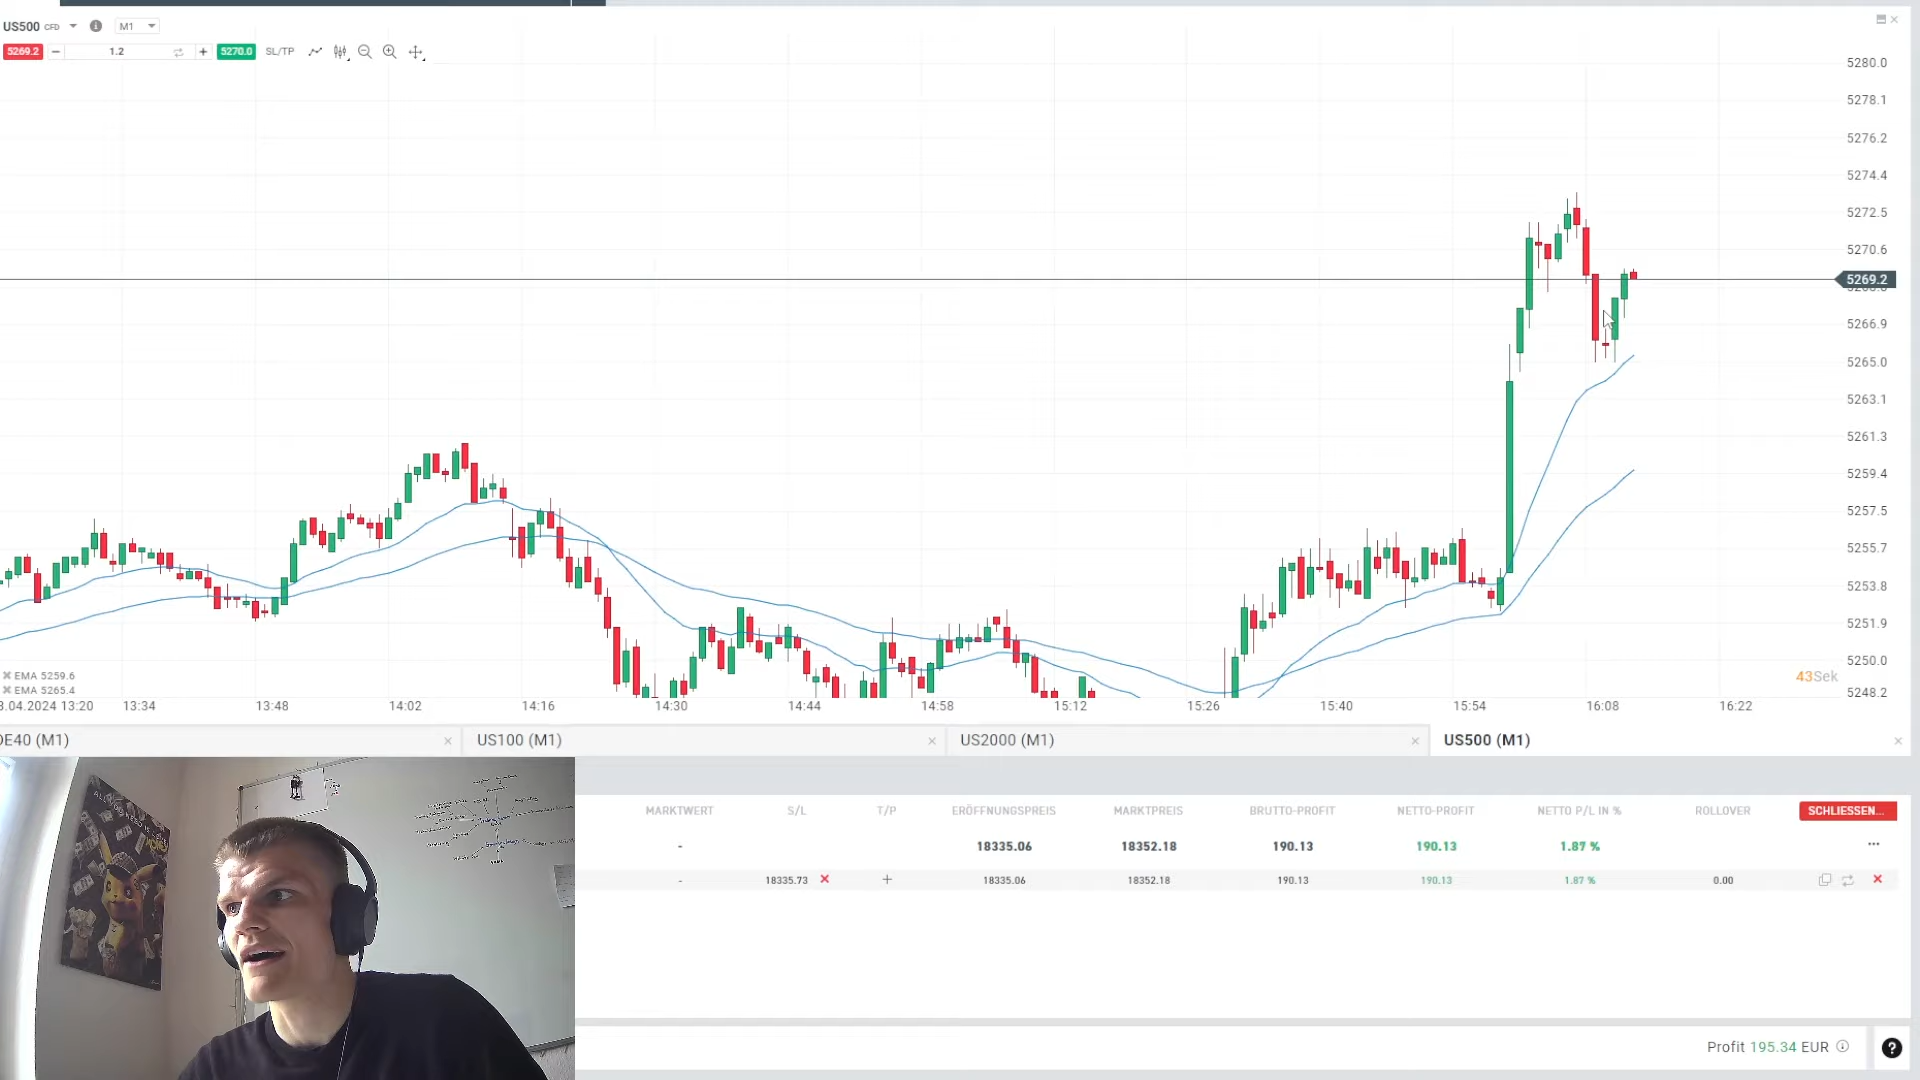 US500 CFD M1
5269.2 1.2 5270.0 SL/TP
5280.0
5278.1
5276.2
5274.4
5272.5
5270.6
5269.2
5266.9
5265.0
5263.1
5261.3
5259.4
5257.5
5255.7
5253.8
5251.9
5250.0
5248.2
EMA 5259.6
EMA 5265.4
43Sek
.04.2024 13:20 13:34 13:48 14:02 14:16 14:30 14:44 14:58 15:12 15:26 15:40 15:54 16:08 16:22
DE40 (M1) US100 (M1) US2000 (M1) US500 (M1)
MARKTWERT S/L T/P ERÖFFNUNGSPREIS MARKTPREIS BRUTTO-PROFIT NETTO-PROFIT NETTO P/L IN % ROLLOVER SCHLIESSEN...
- 18335.06 18352.18 190.13 190.13 1.87 % ...
- 18335.73 18335.06 18352.18 190.13 190.13 1.87 % 0.00
Profit 195.34 EUR